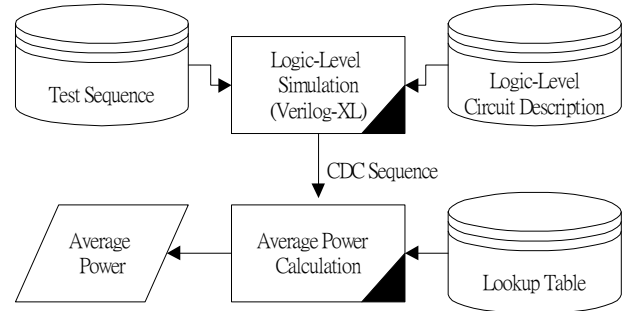 Test Sequence
Logic-Level
Simulation
(Verilog-XL)
Logic-Level
Circuit Description
CDC Sequence
Average
Power
Average Power
Calculation
Lookup Table